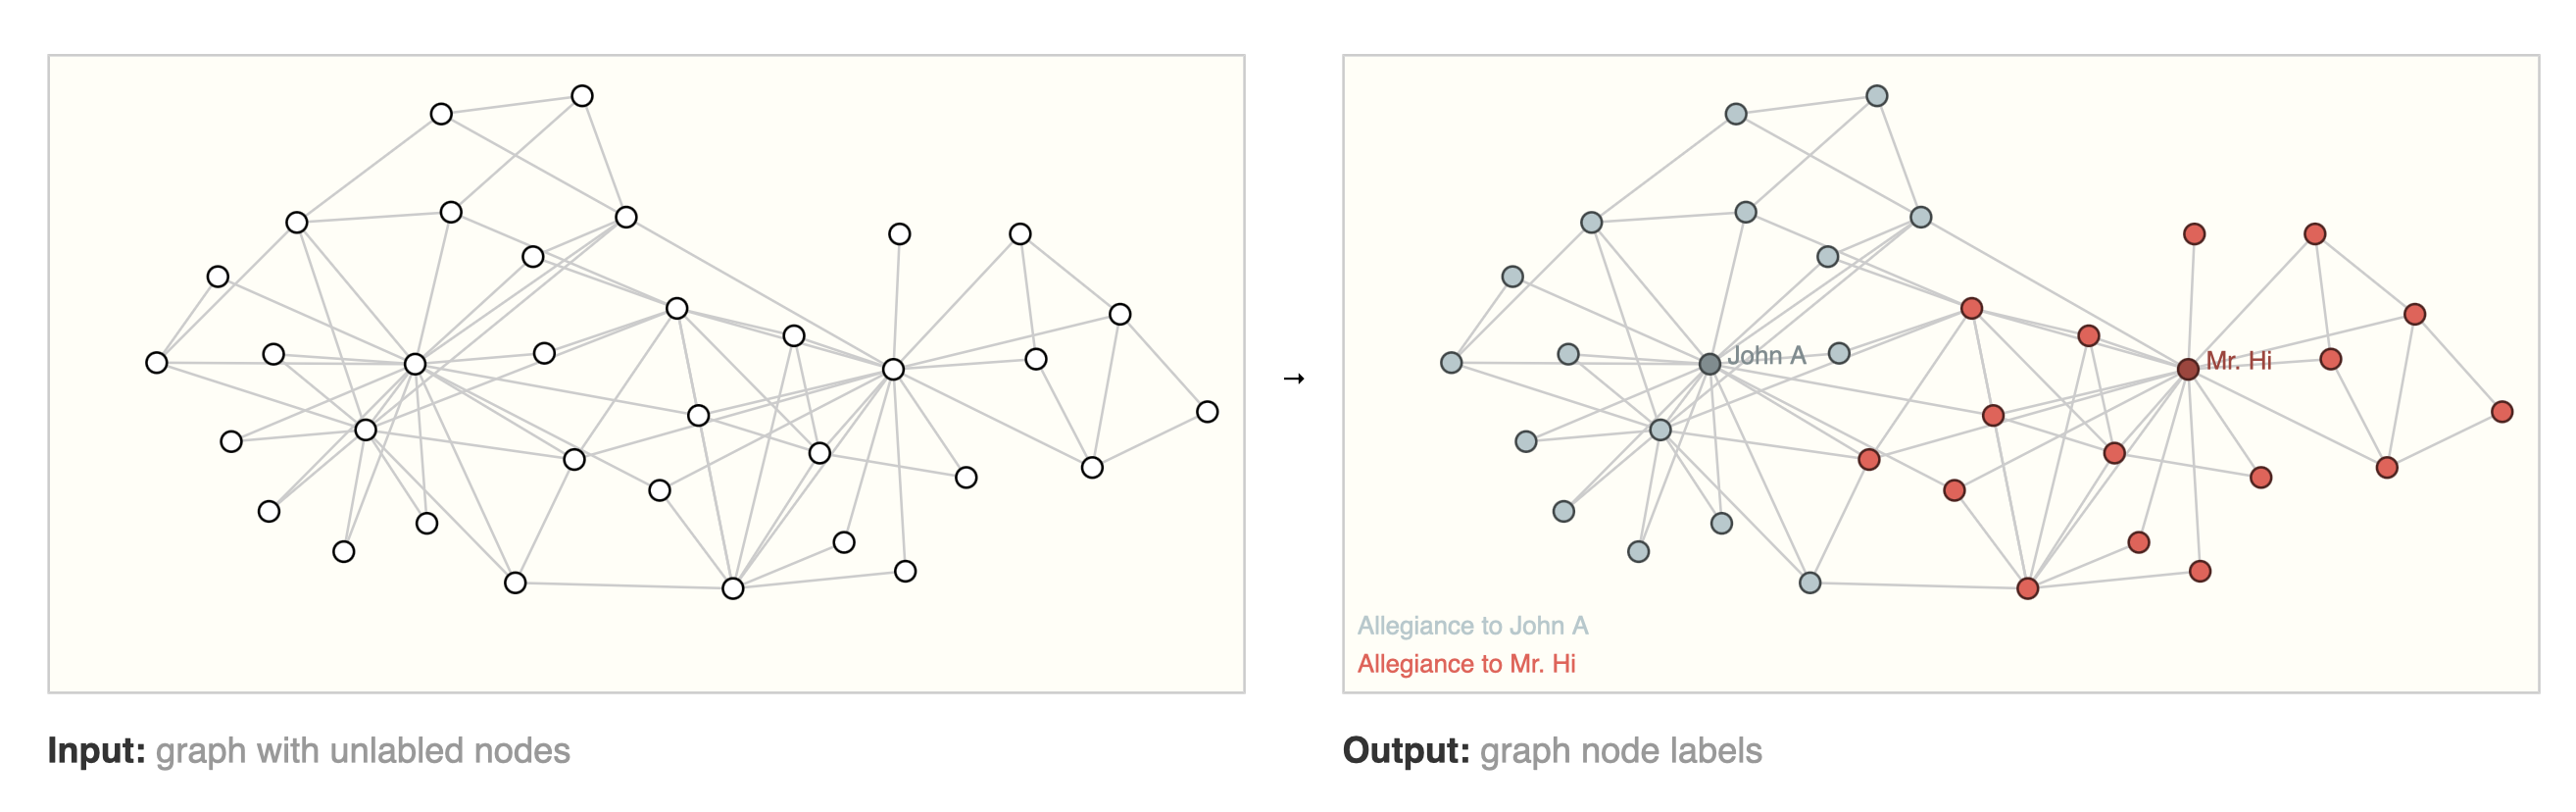 John A
Mr. Hi
→
Allegiance to John A
Allegiance to Mr. Hi
Input: graph with unlabled nodes
Output: graph node labels